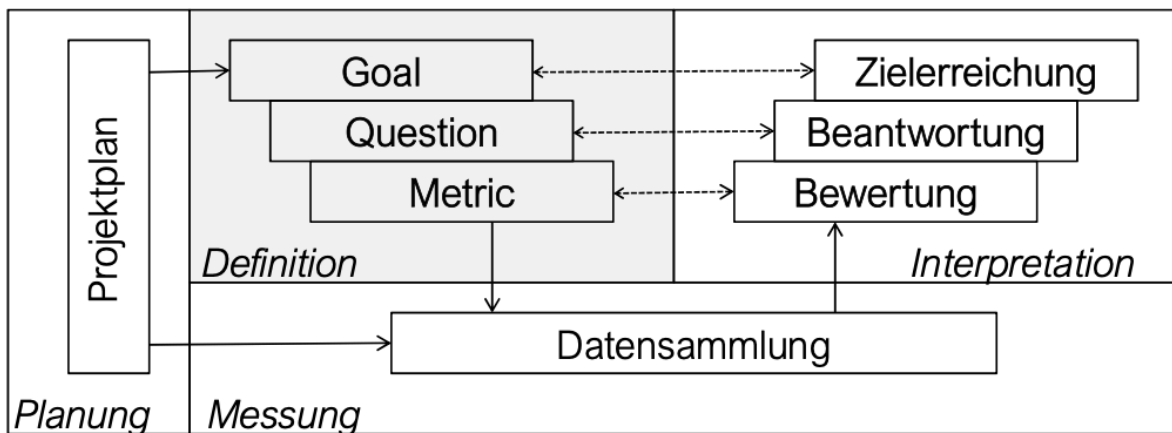 Projektplan
Goal
Question
Metric
Definition
Zielerreichung
Beantwortung
Bewertung
Interpretation
Datensammlung
Planung
Messung